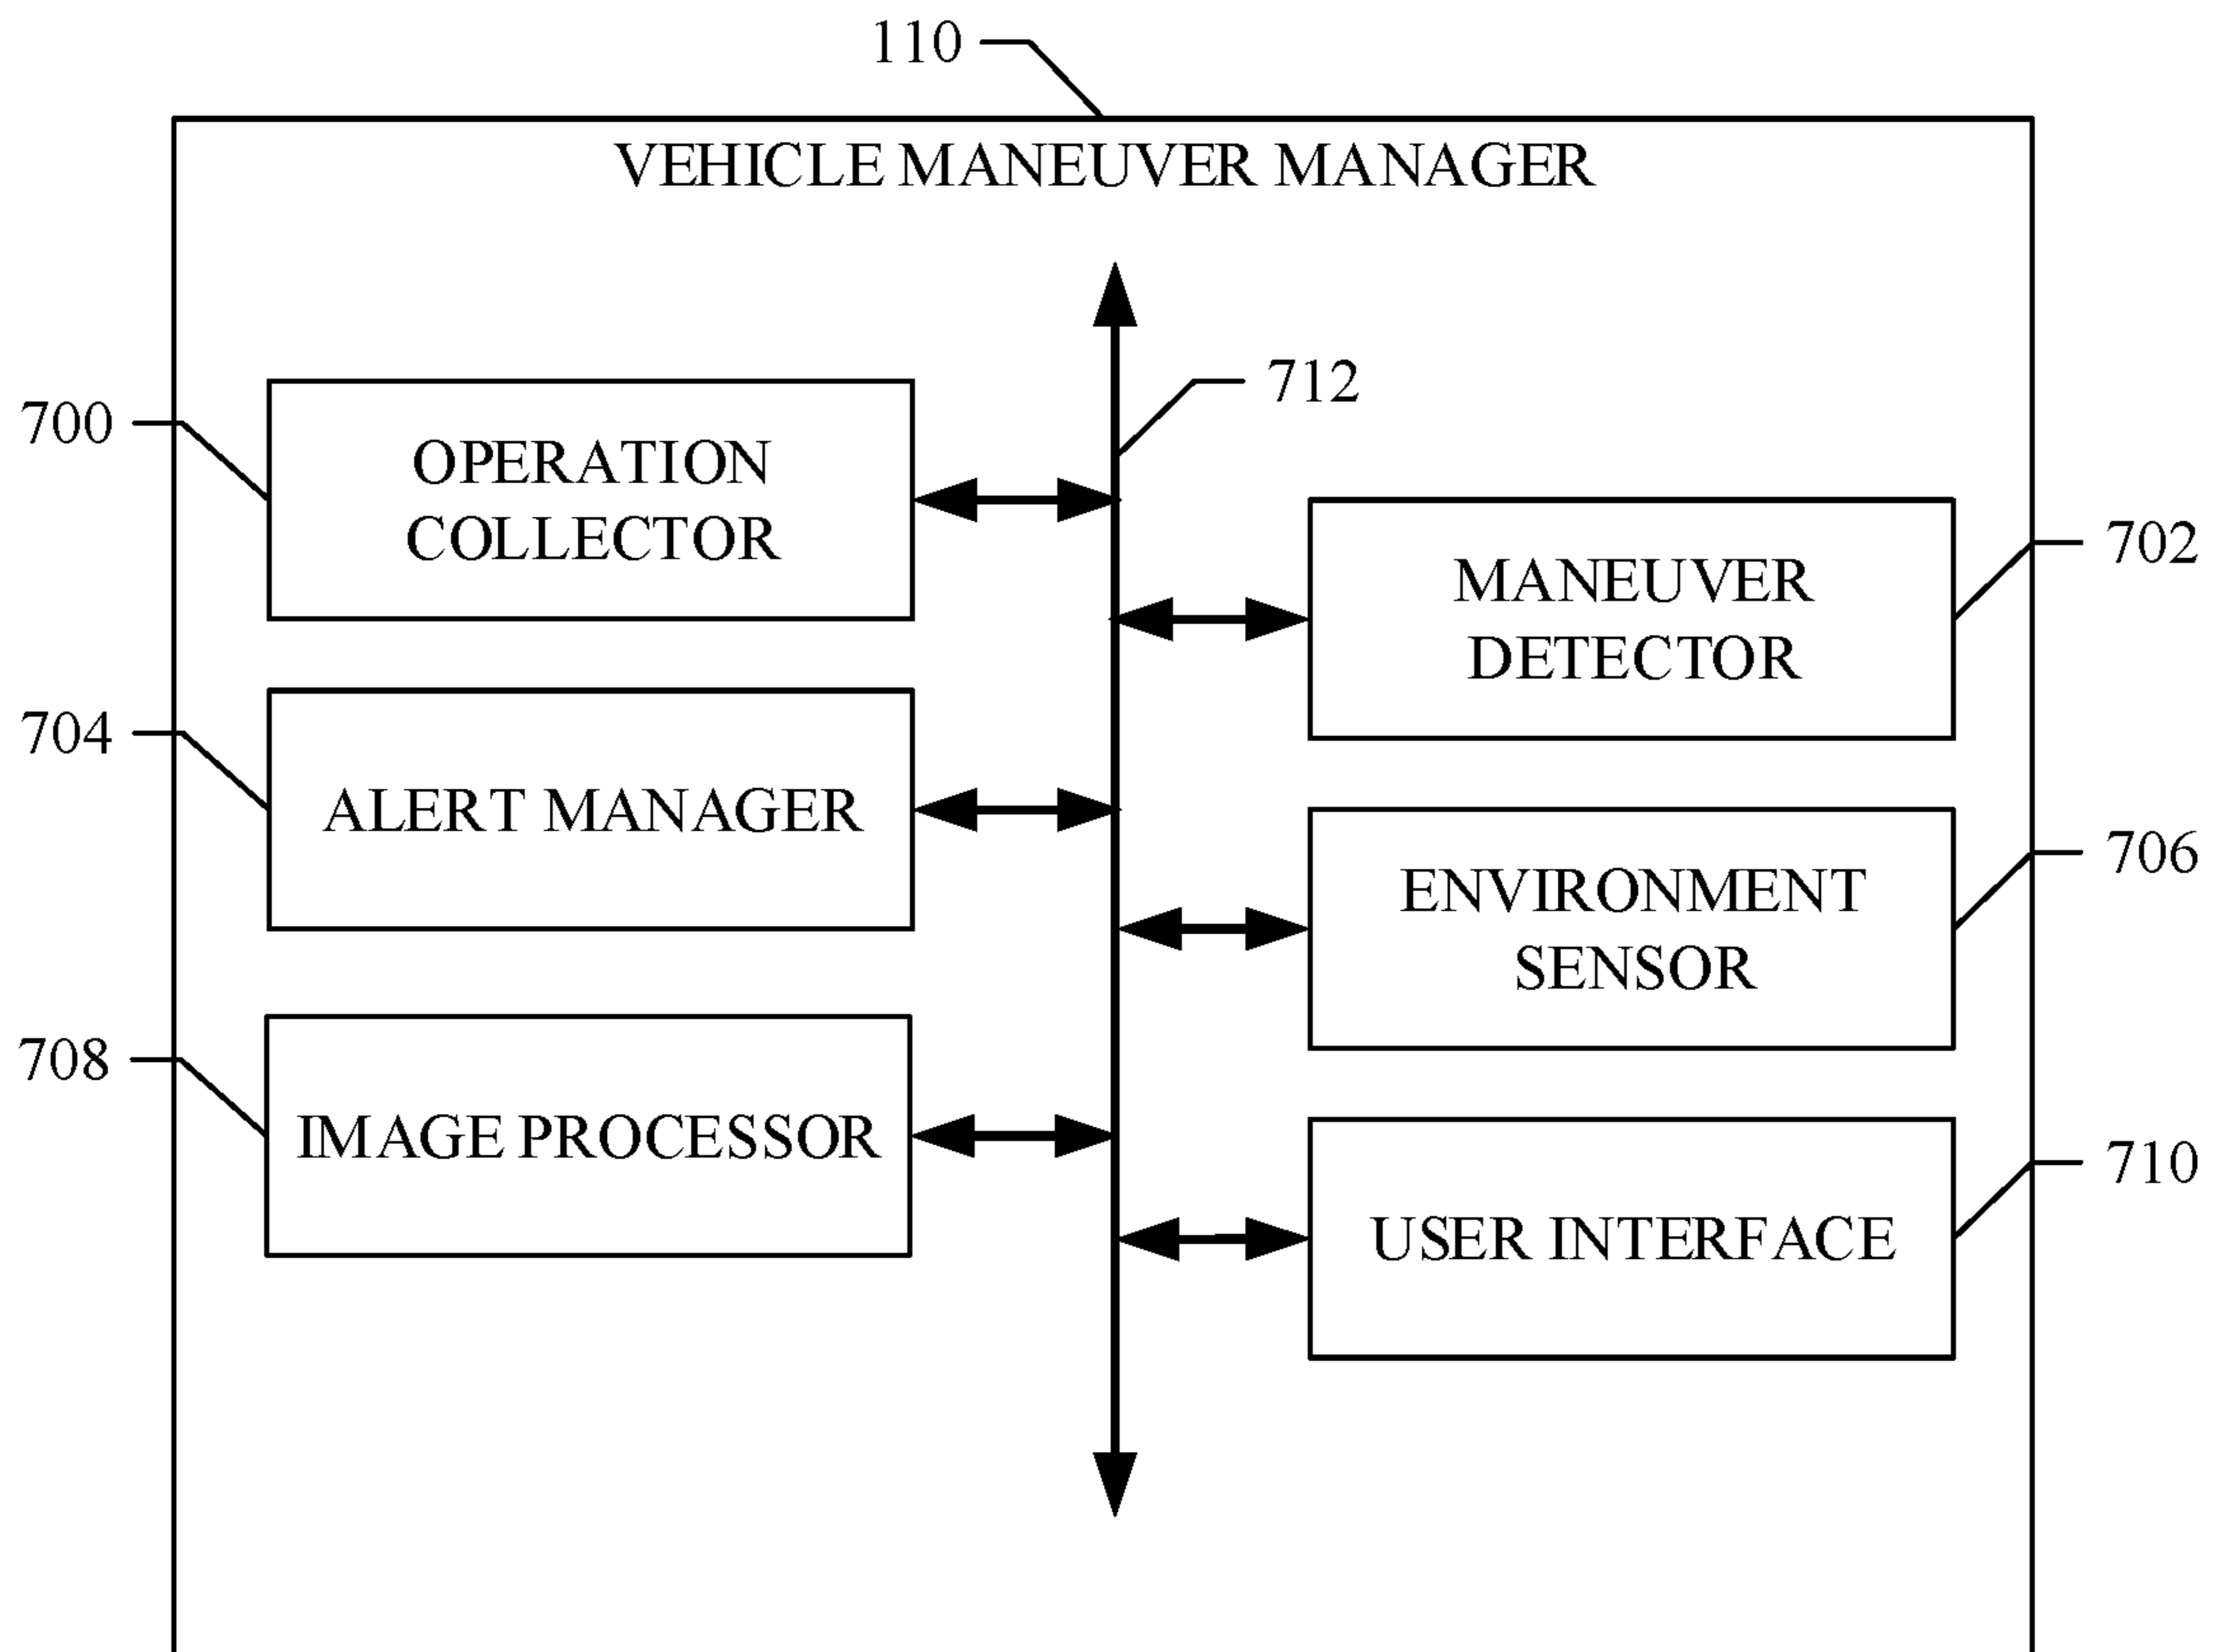 110
VEHICLE MANEUVER MANAGER
712
700
OPERATION
COLLECTOR
702
MANEUVER
DETECTOR
704
ALERT MANAGER
706
ENVIRONMENT
SENSOR
708
IMAGE PROCESSOR
710
USER INTERFACE